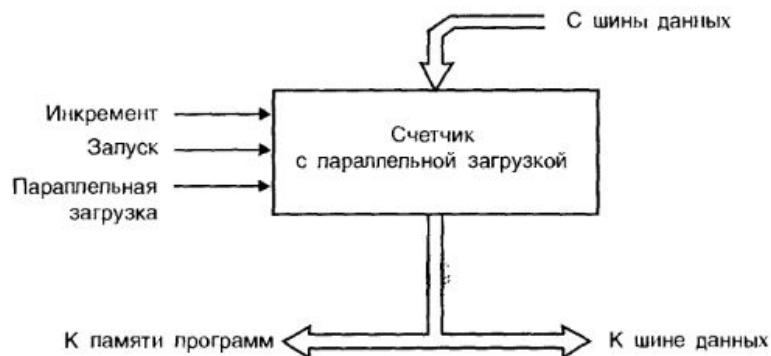 С шины данных
Инкремент
Запуск
Параллельная
загрузка
Счетчик
с параллельной загрузкой
К памяти программ
К шине данных